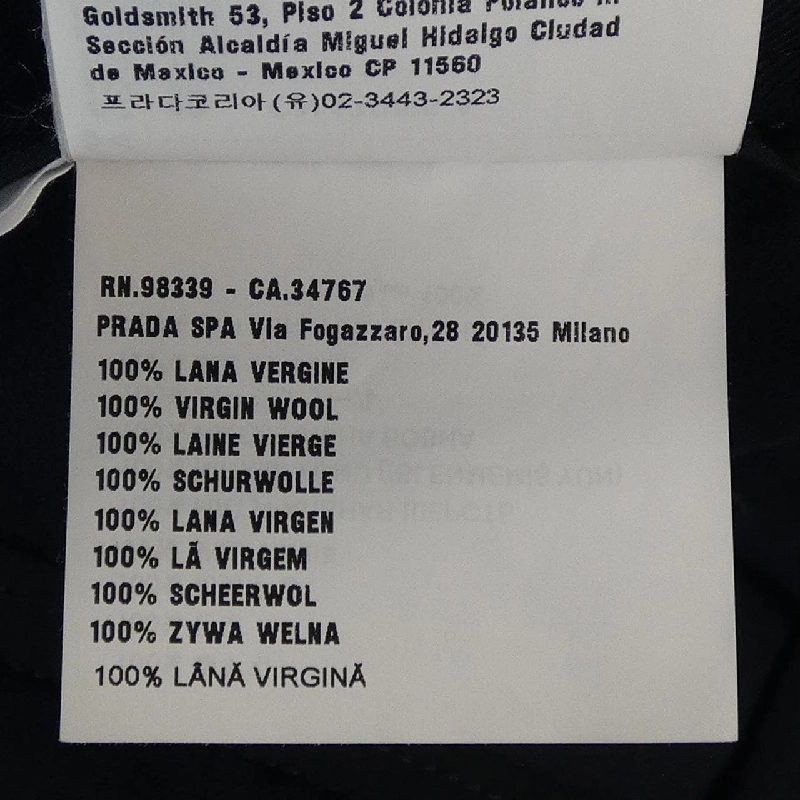 Goldsmith 53, Piso 2 Colonia Polanco
Sección Alcaldía Miguel Hidalgo Ciudad
de Mexico - Mexico CP 11560
프라다코리아(유)02-3443-2323
RN.98339 - CA.34767
PRADA SPA Via Fogazzaro,28 20135 Milano
100% LANA VERGINE
100% VIRGIN WOOL
100% LAINE VIERGE
100% SCHURWOLLE
100% LANA VIRGEN
100% LÃ VIRGEM
100% SCHEERWOL
100% ZYWA WELNA
100% LÂNĂ VIRGINĂ